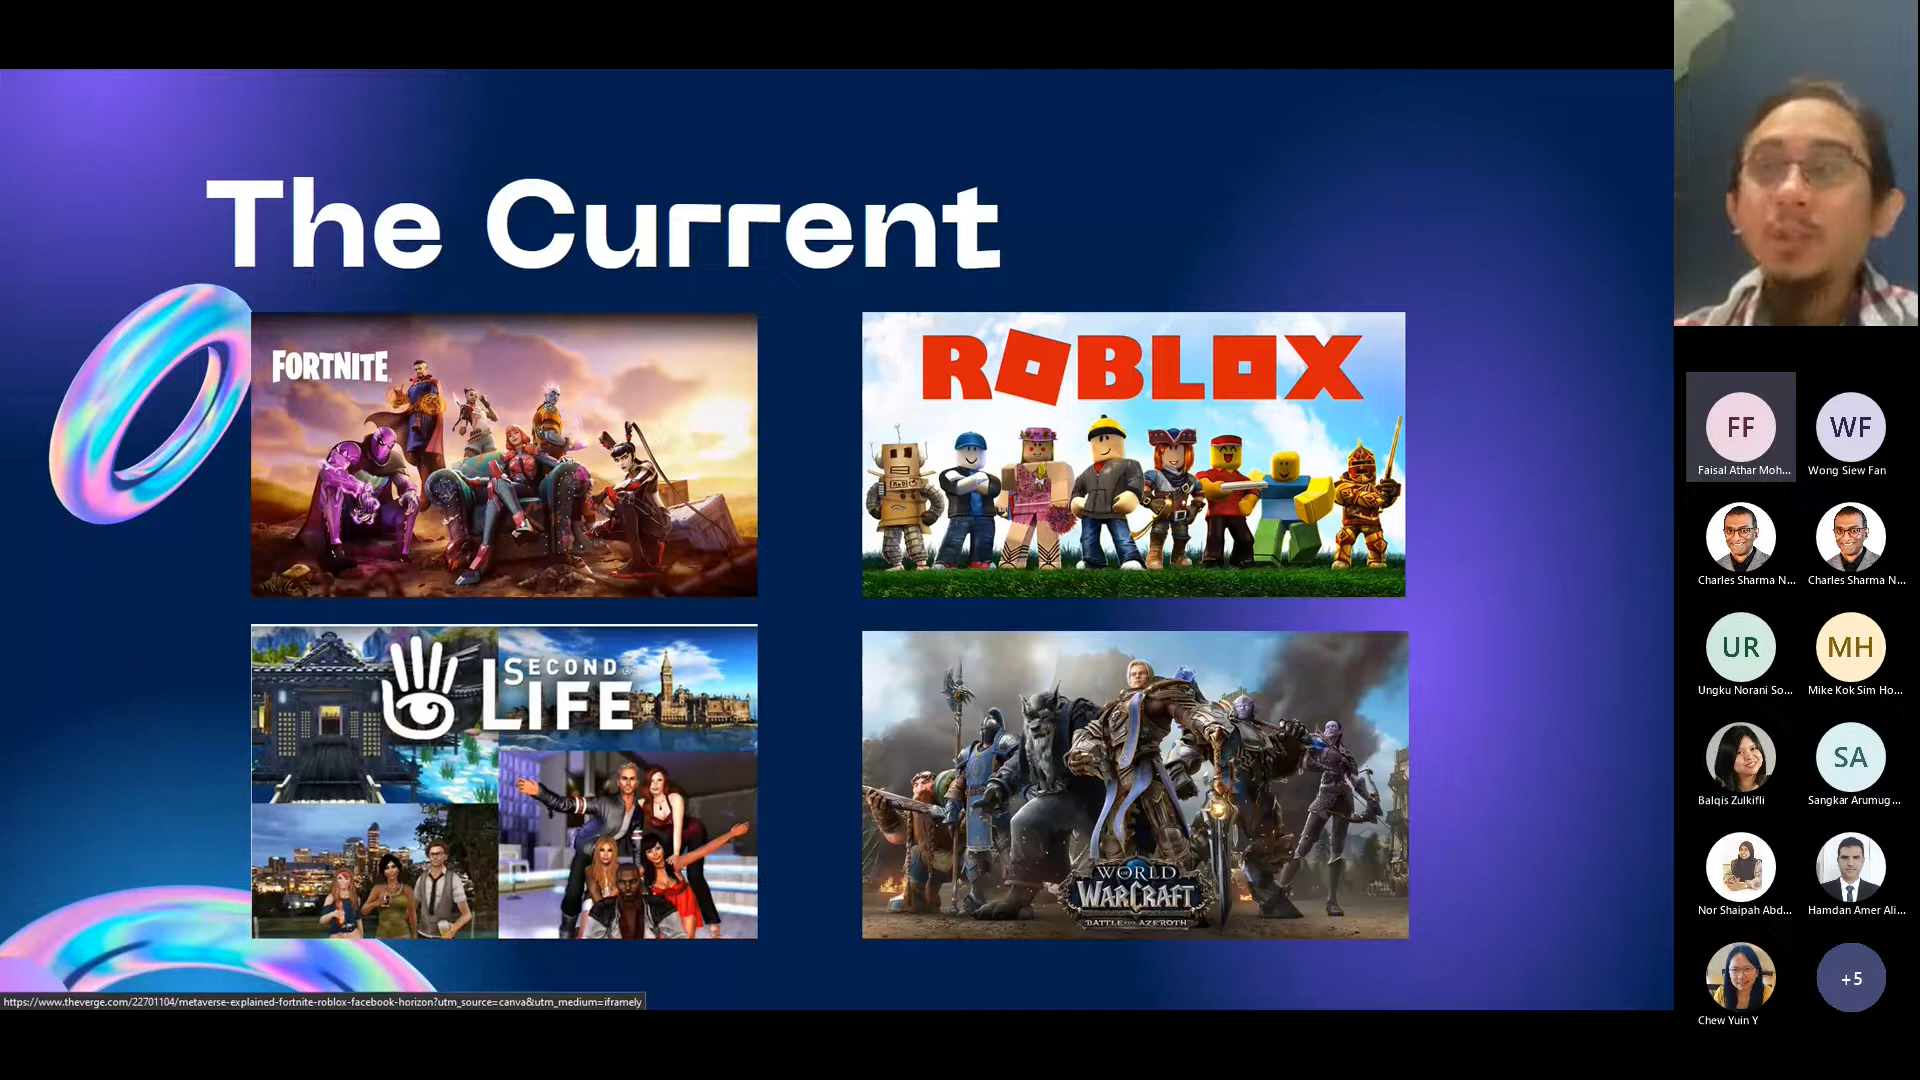 The Current
FORTNITE
ROBLOX
SECOND®
LIFE
WORLD
OF
WARCRAFT
BATTLE FOR AZEROTH
https://www.theverge.com/22701104/metaverse-explained-fortnite-roblox-facebook-horizon?utm_source=canva&utm_medium=iframely
FF
WF
Faisal Athar Moh...
Wong Siew Fan
Charles Sharma N...
Charles Sharma N...
UR
MH
Ungku Norani So...
Mike Kok Sim Ho...
SA
Balqis Zulkifli
Sangkar Arumug...
Nor Shaipah Abd...
Hamdan Amer Ali...
+5
Chew Yuin Y